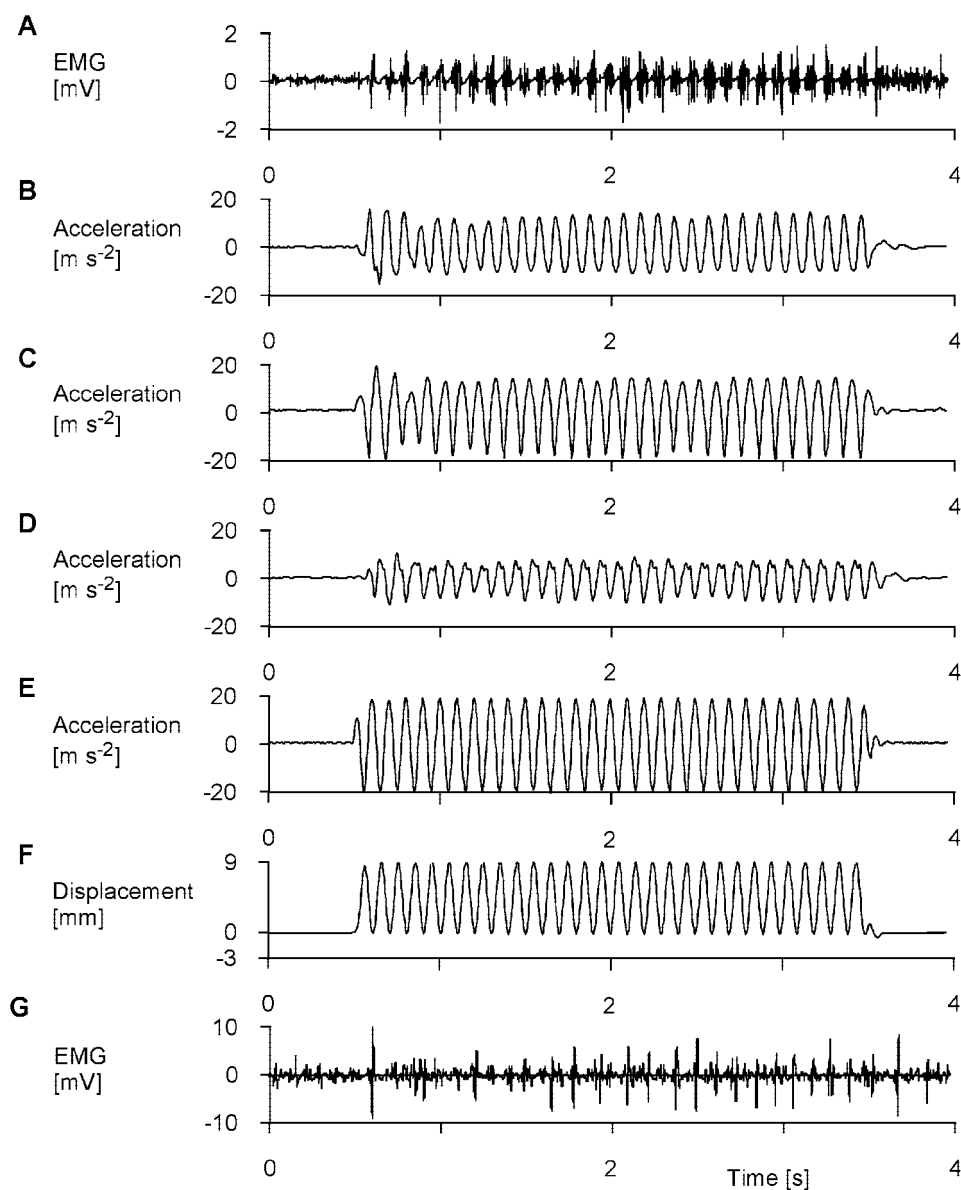 A
EMG
[mV]
2
0
-2
0 2 4
B
Acceleration
[m s-2]
20
0
-20
0 2 4
C
Acceleration
[m s-2]
20
0
-20
0 2 4
D
Acceleration
[m s-2]
20
0
-20
0 2 4
E
Acceleration
[m s-2]
20
0
-20
0 2 4
F
Displacement
[mm]
9
0
-3
0 2 4
G
EMG
[mV]
10
0
-10
0 2 4
Time [s]